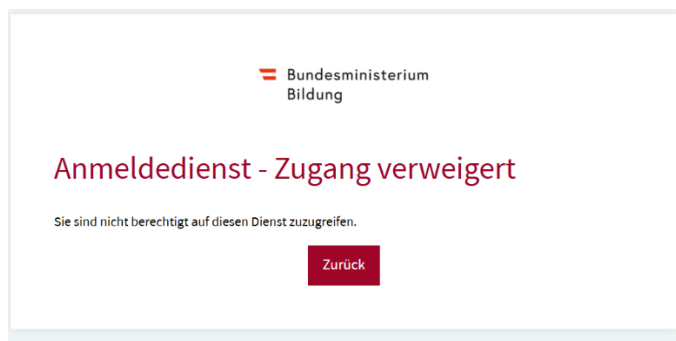 Bundesministerium
Bildung
Anmeldedienst - Zugang verweigert
Sie sind nicht berechtigt auf diesen Dienst zuzugreifen.
Zurück